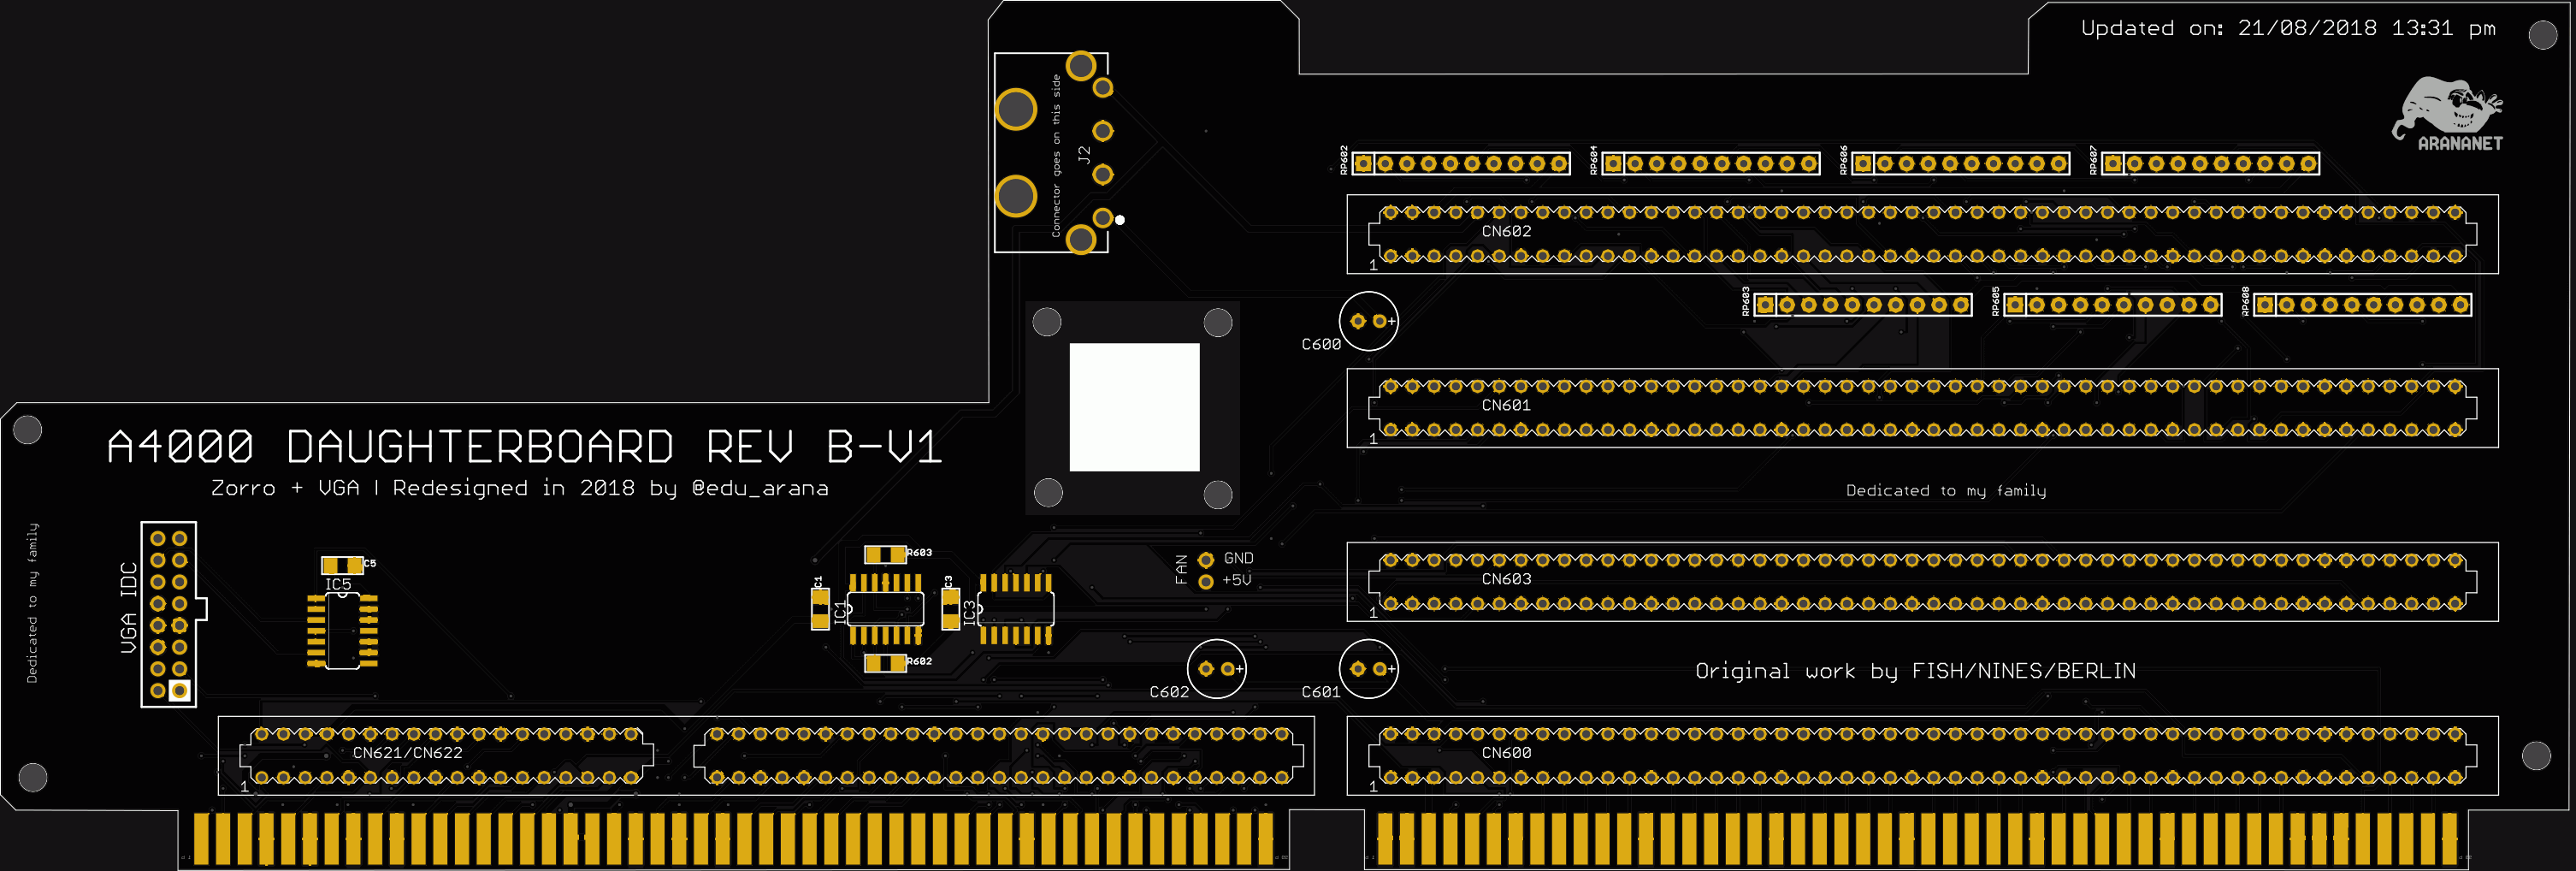 Updated on: 21/08/2018 13:31 pm
ARANANET
Connector goes on this side
J2
RP602
RP604
RP606
RP607
CN602
1
RP603
RP605
RP608
C600
+
CN601
1
A4000 DAUGHTERBOARD REV B-V1
Zorro + VGA | Redesigned in 2018 by @edu_arana
Dedicated to my family
Dedicated to my family
VGA IDC
C5
IC5
R603
C1
IC1
C3
IC3
R602
FAN
GND
+5V
CN603
1
C602
+
C601
+
Original work by FISH/NINES/BERLIN
CN621/CN622
1
CN600
1